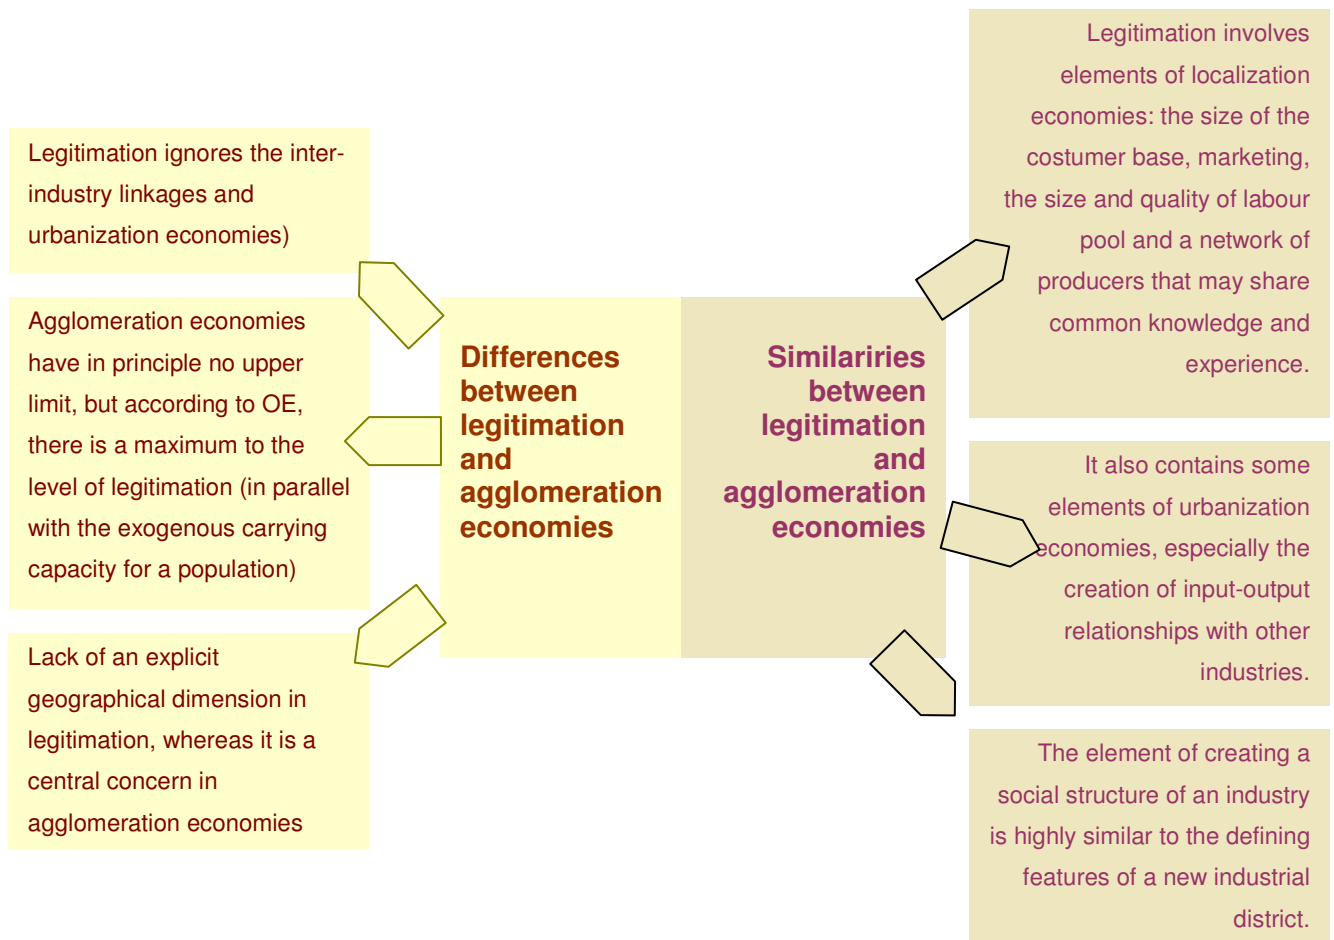 Legitimation ignores the inter-
industry linkages and
urbanization economies)
Agglomeration economies
have in principle no upper
limit, but according to OE,
there is a maximum to the
level of legitimation (in parallel
with the exogenous carrying
capacity for a population)
Lack of an explicit
geographical dimension in
legitimation, whereas it is a
central concern in
agglomeration economies
Differences
between
legitimation
and
agglomeration
economies
Similariries
between
legitimation
and
agglomeration
economies
Legitimation involves
elements of localization
economies: the size of the
costumer base, marketing,
the size and quality of labour
pool and a network of
producers that may share
common knowledge and
experience.
It also contains some
elements of urbanization
economies, especially the
creation of input-output
relationships with other
industries.
The element of creating a
social structure of an industry
is highly similar to the defining
features of a new industrial
district.